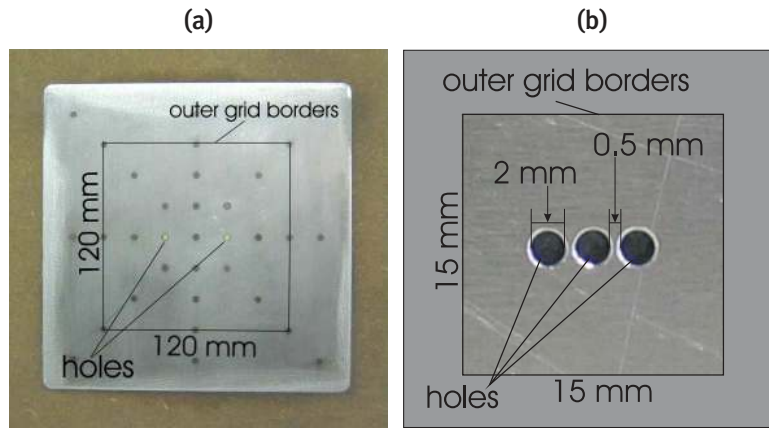 (a)
outer grid borders
120 mm
holes
120 mm
(b)
outer grid borders
0.5 mm
2 mm
15 mm
holes
15 mm